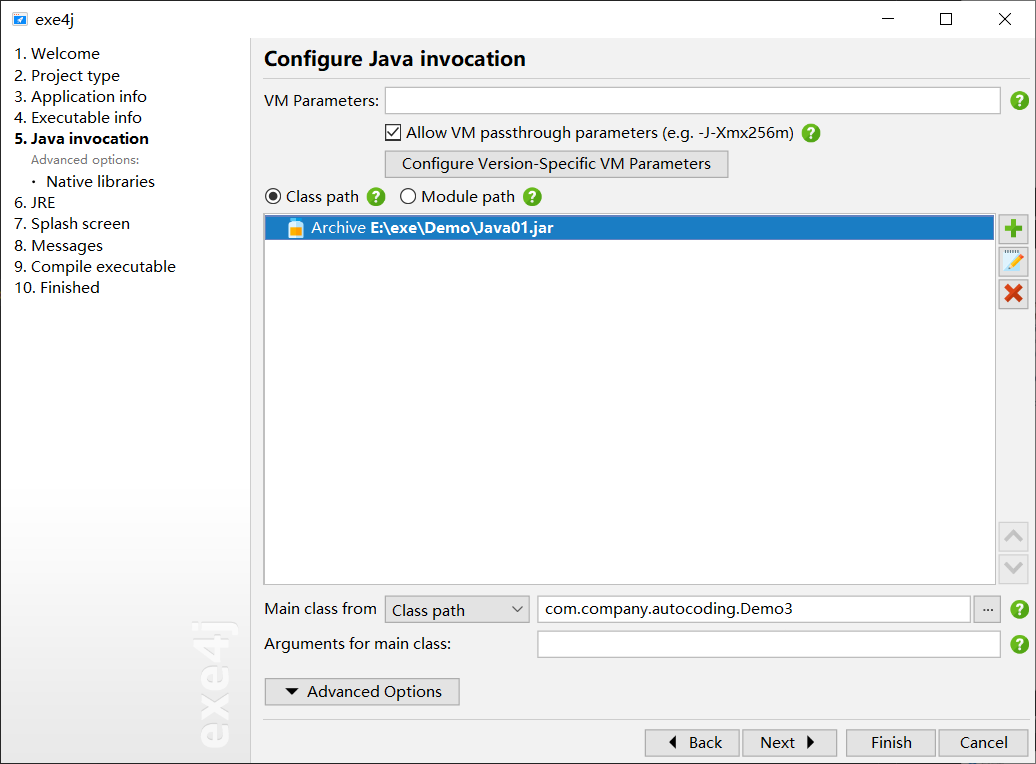 exe4j
1. Welcome
2. Project type
3. Application info
4. Executable info
5. Java invocation
Advanced options:
· Native libraries
6. JRE
7. Splash screen
8. Messages
9. Compile executable
10. Finished
exe4j
Configure Java invocation
VM Parameters:
Allow VM passthrough parameters (e.g. -J-Xmx256m)
Configure Version-Specific VM Parameters
Class path Module path
Archive E:\exe\Demo\Java01.jar
Main class from Class path com.company.autocoding.Demo3 ...
Arguments for main class:
Advanced Options
Back Next Finish Cancel